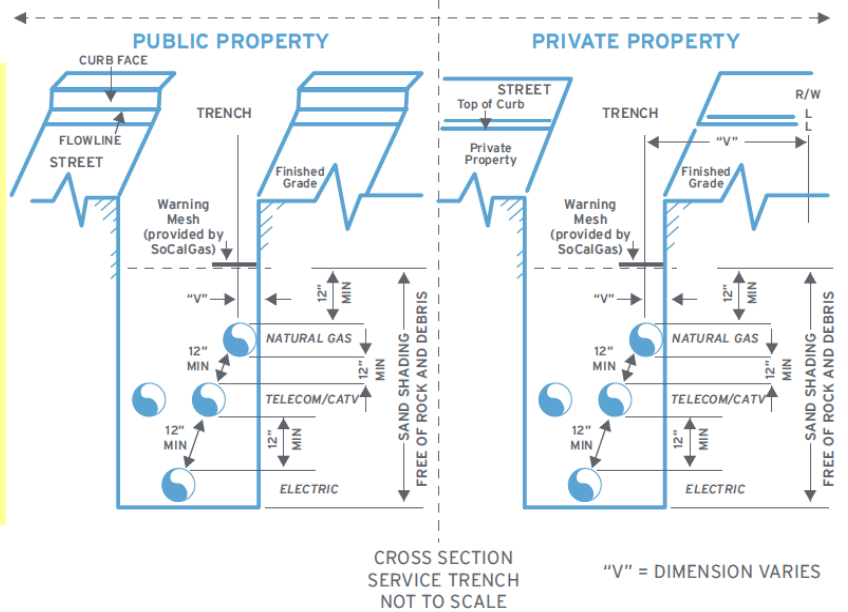 PUBLIC PROPERTY
CURB FACE
TRENCH
FLOWLINE
STREET
Finished
Grade
Warning
Mesh
(provided by
SoCalGas)
"V"
12"
MIN
NATURAL GAS
12"
MIN
12"
MIN
TELECOM/CATV
12"
MIN
12"
MIN
ELECTRIC
SAND SHADING
FREE OF ROCK AND DEBRIS
PRIVATE PROPERTY
STREET
Top of Curb
TRENCH
R/W
L
L
"V"
Private
Property
Finished
Grade
Warning
Mesh
(provided by
SoCalGas)
"V"
12"
MIN
NATURAL GAS
12"
MIN
12"
MIN
TELECOM/CATV
12"
MIN
12"
MIN
ELECTRIC
SAND SHADING
FREE OF ROCK AND DEBRIS
CROSS SECTION
SERVICE TRENCH
NOT TO SCALE
"V" = DIMENSION VARIES